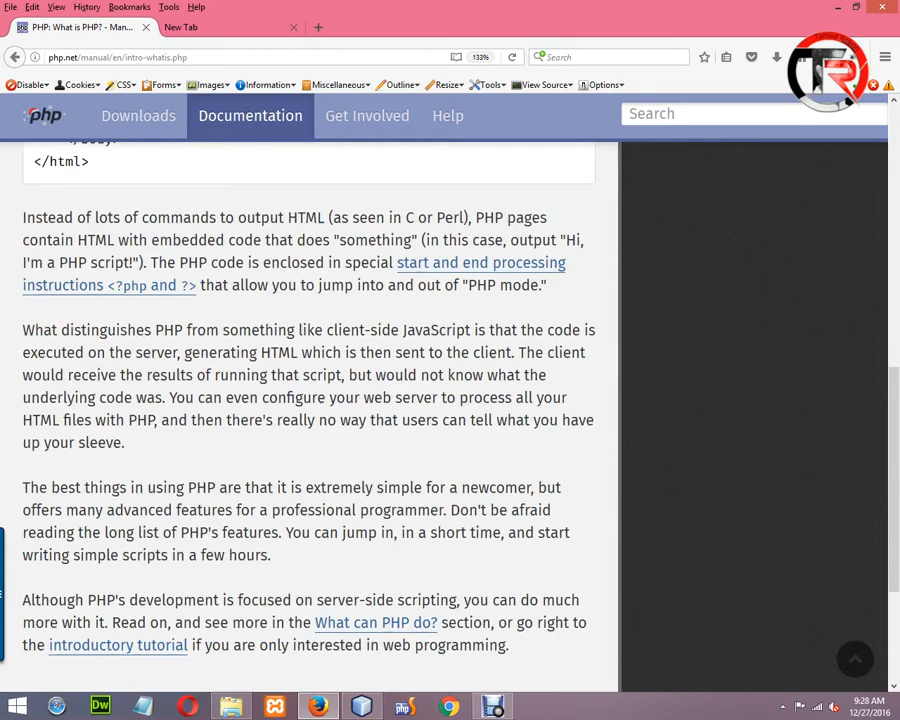 File Edit View History Bookmarks Tools Help
PHP: What is PHP? - Man... New Tab
php.net/manual/en/intro-whatis.php 133% Search
Disable Cookies CSS Forms Images Information Miscellaneous Outline Resize Tools View Source Options
php Downloads Documentation Get Involved Help Search
</body>
</html>
Instead of lots of commands to output HTML (as seen in C or Perl), PHP pages
contain HTML with embedded code that does "something" (in this case, output "Hi,
I'm a PHP script!"). The PHP code is enclosed in special start and end processing
instructions <?php and ?> that allow you to jump into and out of "PHP mode."
What distinguishes PHP from something like client-side JavaScript is that the code is
executed on the server, generating HTML which is then sent to the client. The client
would receive the results of running that script, but would not know what the
underlying code was. You can even configure your web server to process all your
HTML files with PHP, and then there's really no way that users can tell what you have
up your sleeve.
The best things in using PHP are that it is extremely simple for a newcomer, but
offers many advanced features for a professional programmer. Don't be afraid
reading the long list of PHP's features. You can jump in, in a short time, and start
writing simple scripts in a few hours.
Although PHP's development is focused on server-side scripting, you can do much
more with it. Read on, and see more in the What can PHP do? section, or go right to
the introductory tutorial if you are only interested in web programming.
Dw php
9:28 AM
12/27/2016